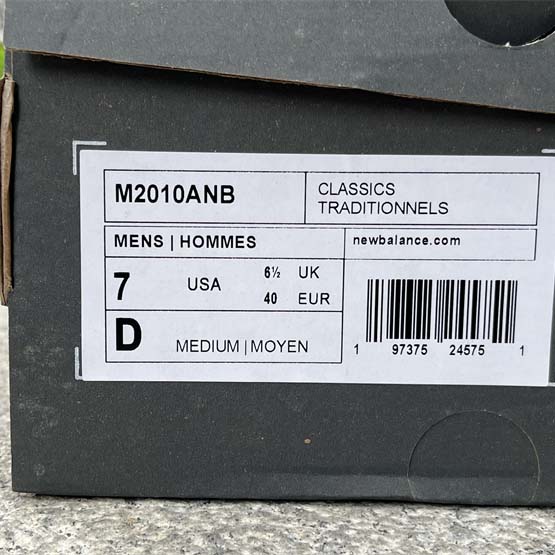 M2010ANB
CLASSICS
TRADITIONNELS
MENS | HOMMES
newbalance.com
7 USA 6½ UK
40 EUR
D MEDIUM | MOYEN
1 97375 24575 1